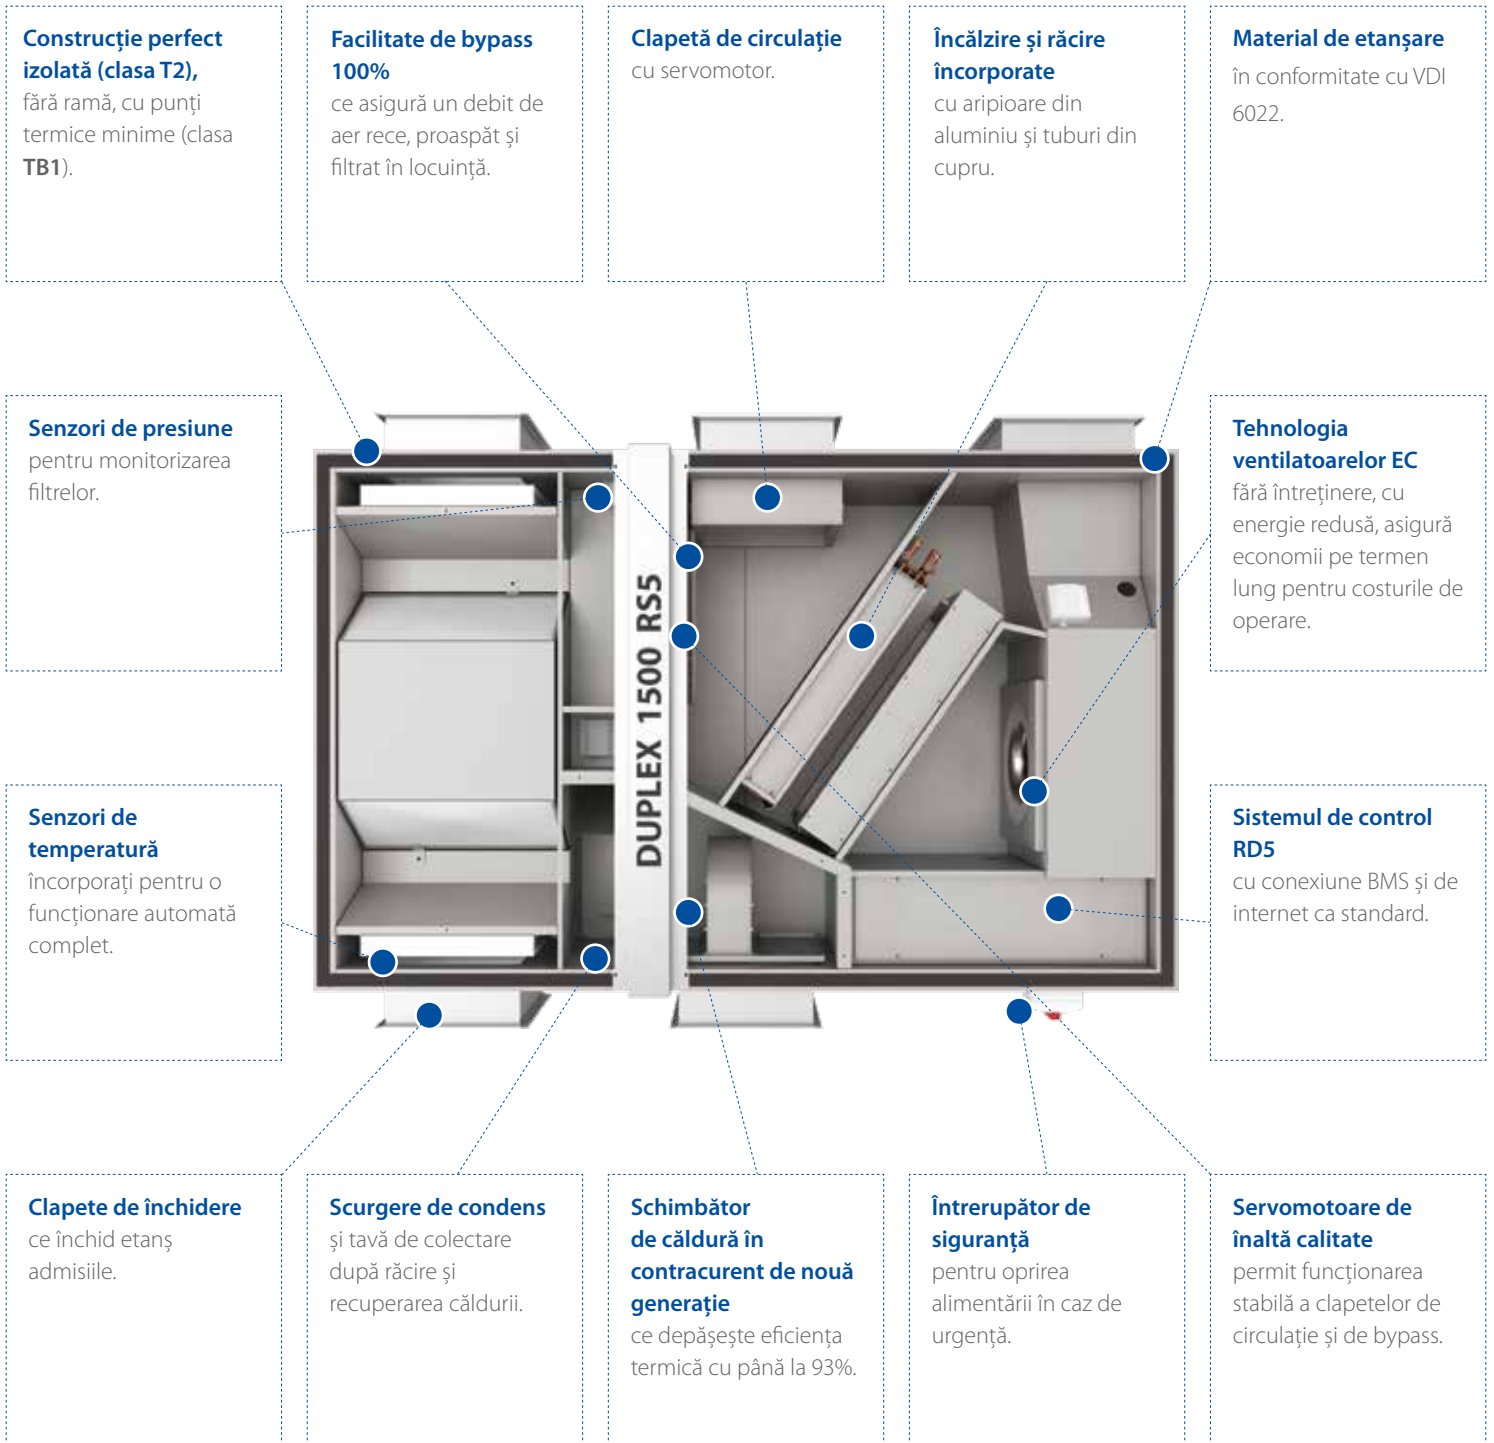 Construcție perfect
izolată (clasa T2),
fără ramă, cu punți
termice minime (clasa
TB1).
Facilitate de bypass
100%
ce asigură un debit de
aer rece, proaspăt și
filtrat în locuință.
Clapetă de circulație
cu servomotor.
Încălzire și răcire
încorporate
cu aripioare din
aluminiu și tuburi din
cupru.
Material de etanșare
în conformitate cu VDI
6022.
Senzori de presiune
pentru monitorizarea
filtrelor.
Tehnologia
ventilatoarelor EC
fără întreținere, cu
energie redusă, asigură
economii pe termen
lung pentru costurile de
operare.
DUPLEX 1500 RS5
Senzori de
temperatură
încorporați pentru o
funcționare automată
complet.
Sistemul de control
RD5
cu conexiune BMS și de
internet ca standard.
Clapete de închidere
ce închid etanș
admisiile.
Scurgere de condens
și tavă de colectare
după răcire și
recuperarea căldurii.
Schimbător
de căldură în
contracurent de nouă
generație
ce depășește eficiența
termică cu până la 93%.
Întrerupător de
siguranță
pentru oprirea
alimentării în caz de
urgență.
Servomotoare de
înaltă calitate
permit funcționarea
stabilă a clapetelor de
circulație și de bypass.